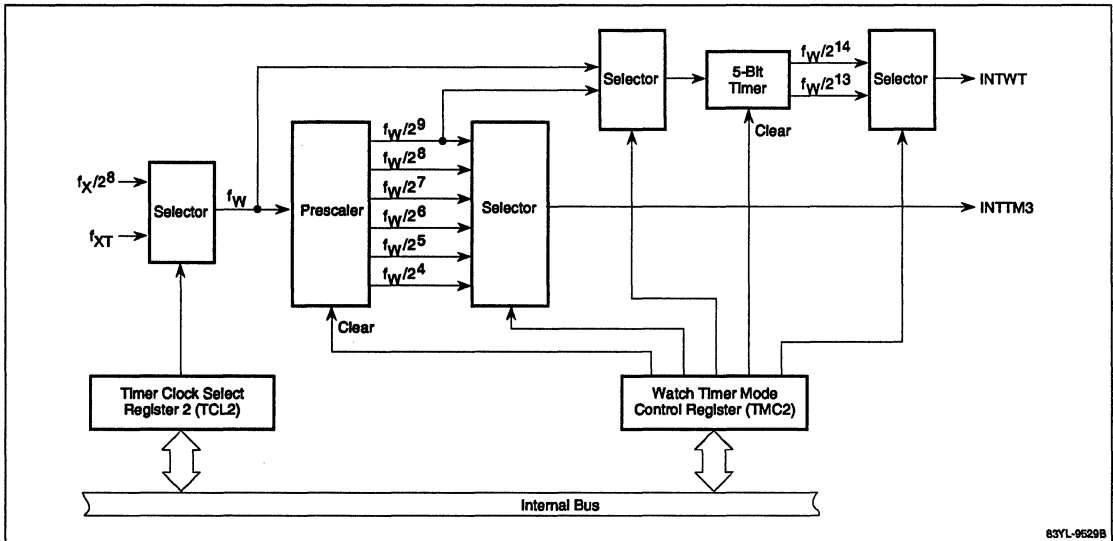 Selector
5-Bit
Timer
fW/2^14
fW/2^13
Selector
INTWT
Clear
fX/2^8
fXT
Selector
fW
Prescaler
fW/2^9
fW/2^8
fW/2^7
fW/2^6
fW/2^5
fW/2^4
Selector
INTTM3
Clear
Timer Clock Select
Register 2 (TCL2)
Watch Timer Mode
Control Register (TMC2)
Internal Bus
83YL-9529B